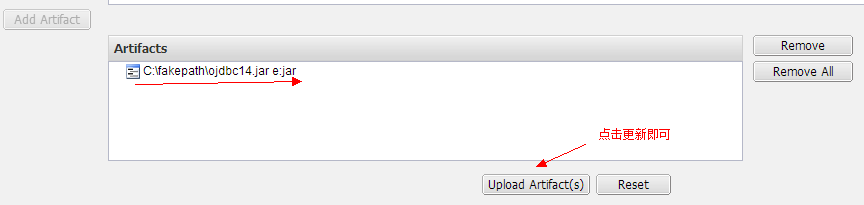 Add Artifact
Artifacts
Remove
C:\fakepath\ojdbc14.jar e:jar
Remove All
点击更新即可
Upload Artifact(s)
Reset